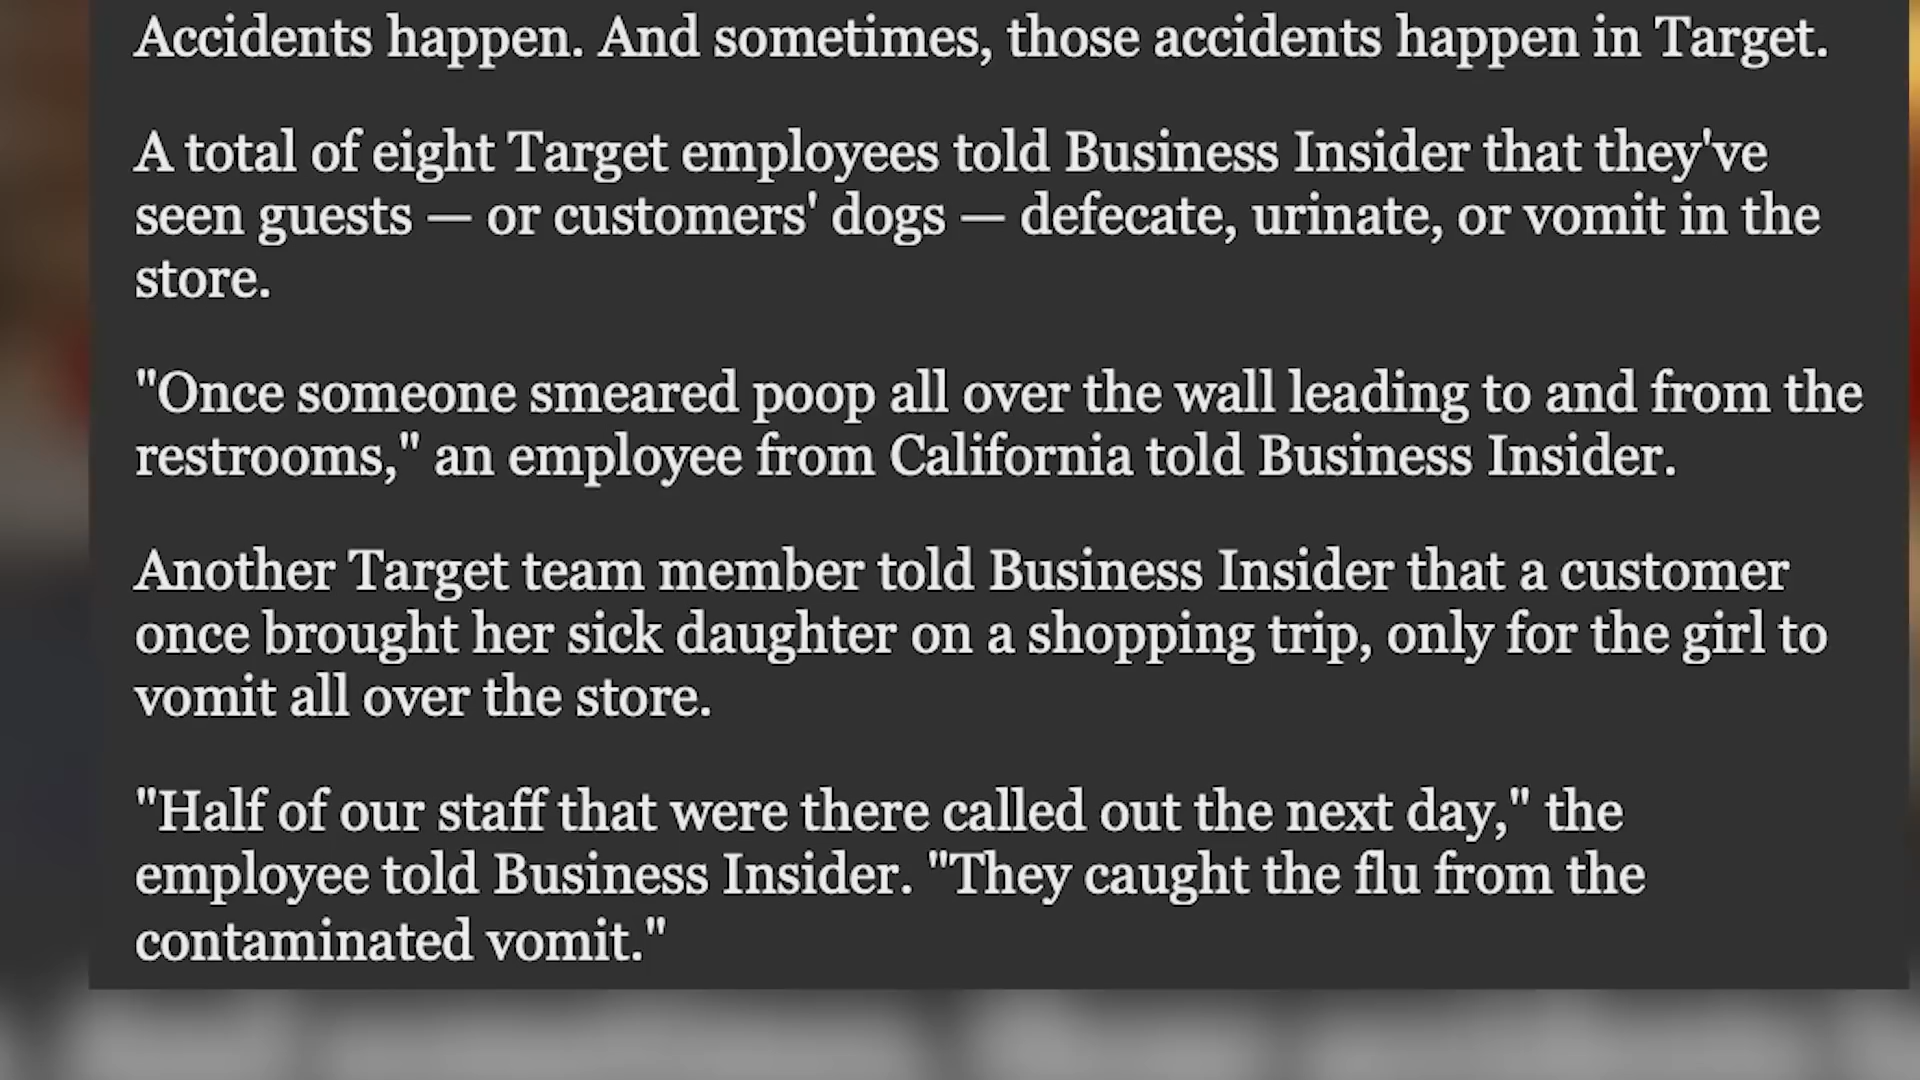 Accidents happen. And sometimes, those accidents happen in Target.
A total of eight Target employees told Business Insider that they've
seen guests — or customers' dogs — defecate, urinate, or vomit in the
store.
"Once someone smeared poop all over the wall leading to and from the
restrooms," an employee from California told Business Insider.
Another Target team member told Business Insider that a customer
once brought her sick daughter on a shopping trip, only for the girl to
vomit all over the store.
"Half of our staff that were there called out the next day," the
employee told Business Insider. "They caught the flu from the
contaminated vomit."